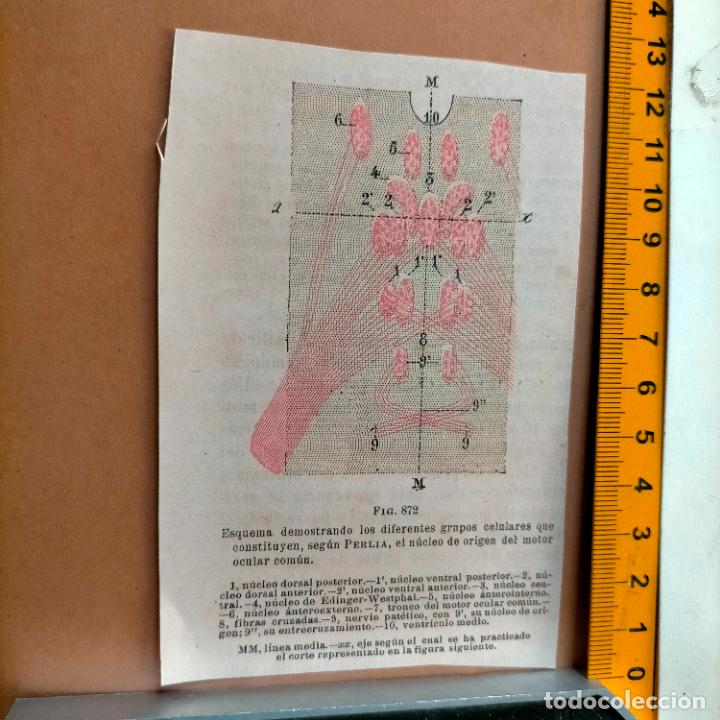 M
10
6
5
4
3
2'
2
2
2'
x
x
1' 1'
1
1
8
9'
9"
9
9
M
FIG. 872
Esquema demostrando los diferentes grupos celulares que
constituyen, según PERLIA, el núcleo de orígen del motor
ocular común.
1, núcleo dorsal posterior.—1', núcleo ventral posterior.—2, nú-
cleo dorsal anterior.—2', núcleo ventral anterior.—3, núcleo cen-
tral.—4, núcleo de Edinger-Westphal.—5, núcleo ánterointerno.
—6, núcleo ánteroexterno.—7, tronco del motor ocular común.—
8, fibras cruzadas.—9, nervio patético, con 9', su núcleo de orí-
gen; 9", su entrecruzamiento.—10, ventrículo medio.
MM, línea media.—xx, eje según el cual se ha practicado
el corte representado en la figura siguiente.
14
13
12
11
10
9
8
7
6
5
4
3
2
1
0
todocoleccion